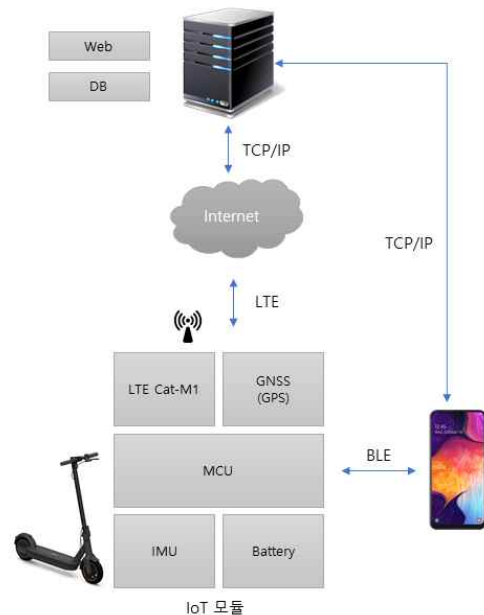 Web
DB
TCP/IP
Internet
TCP/IP
LTE
LTE Cat-M1
GNSS
(GPS)
MCU
BLE
IMU
Battery
IoT 모듈